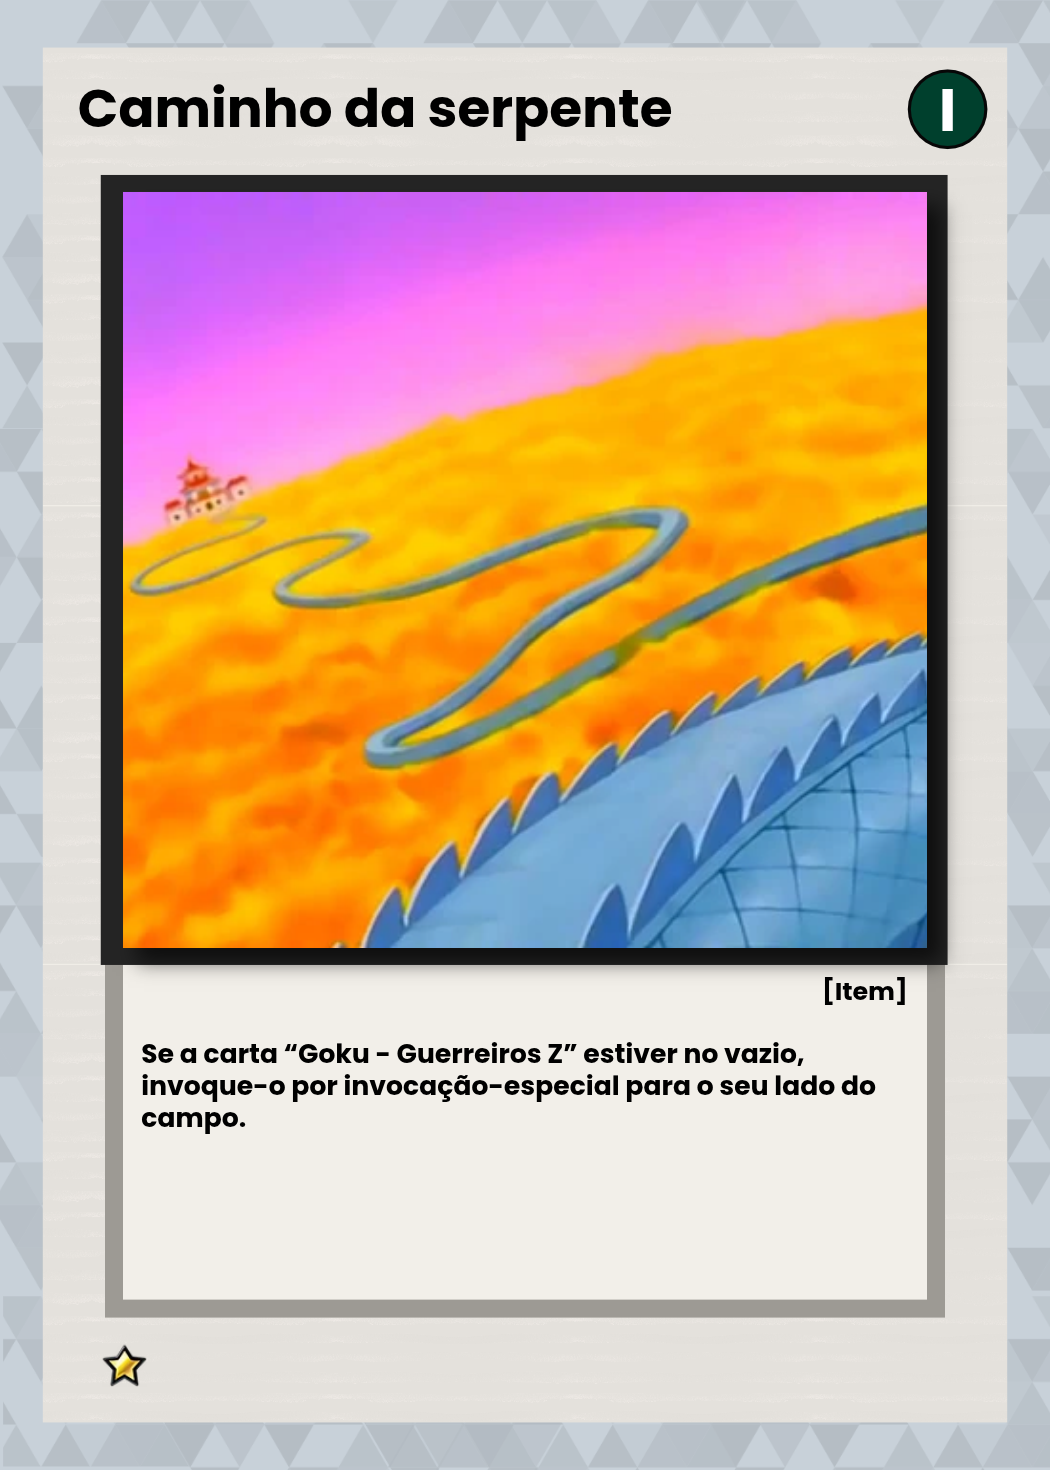 Caminho da serpente
I
[Item]
Se a carta “Goku - Guerreiros Z” estiver no vazio,
invoque-o por invocação-especial para o seu lado do
campo.